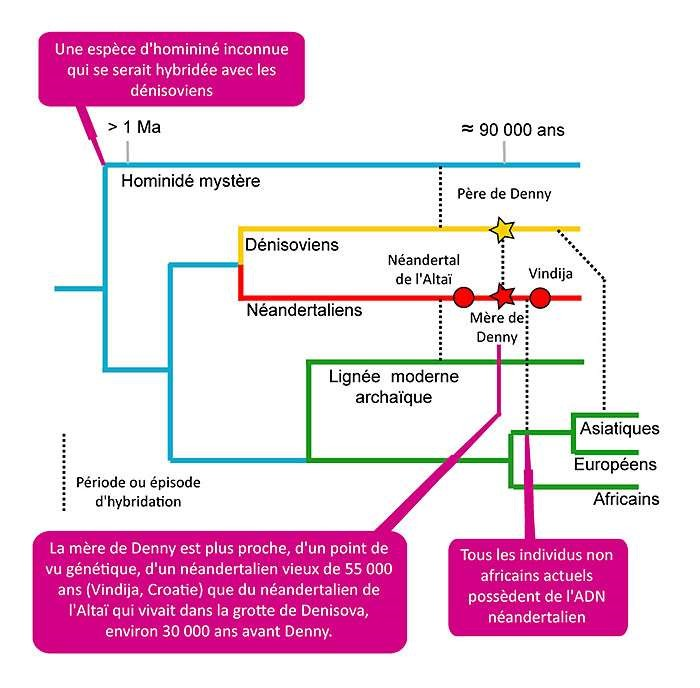 Une espèce d'homininé inconnue
qui se serait hybridée avec les
dénisoviens
> 1 Ma
≈ 90 000 ans
Hominidé mystère
Père de Denny
Dénisoviens
Néandertal
de l'Altaï
Vindija
Néandertaliens
Mère de
Denny
Lignée moderne
archaïque
Asiatiques
Européens
Africains
Période ou épisode
d'hybridation
La mère de Denny est plus proche, d'un point de
vu génétique, d'un néandertalien vieux de 55 000
ans (Vindija, Croatie) que du néandertalien de
l'Altaï qui vivait dans la grotte de Denisova,
environ 30 000 ans avant Denny.
Tous les individus non
africains actuels
possèdent de l'ADN
néandertalien